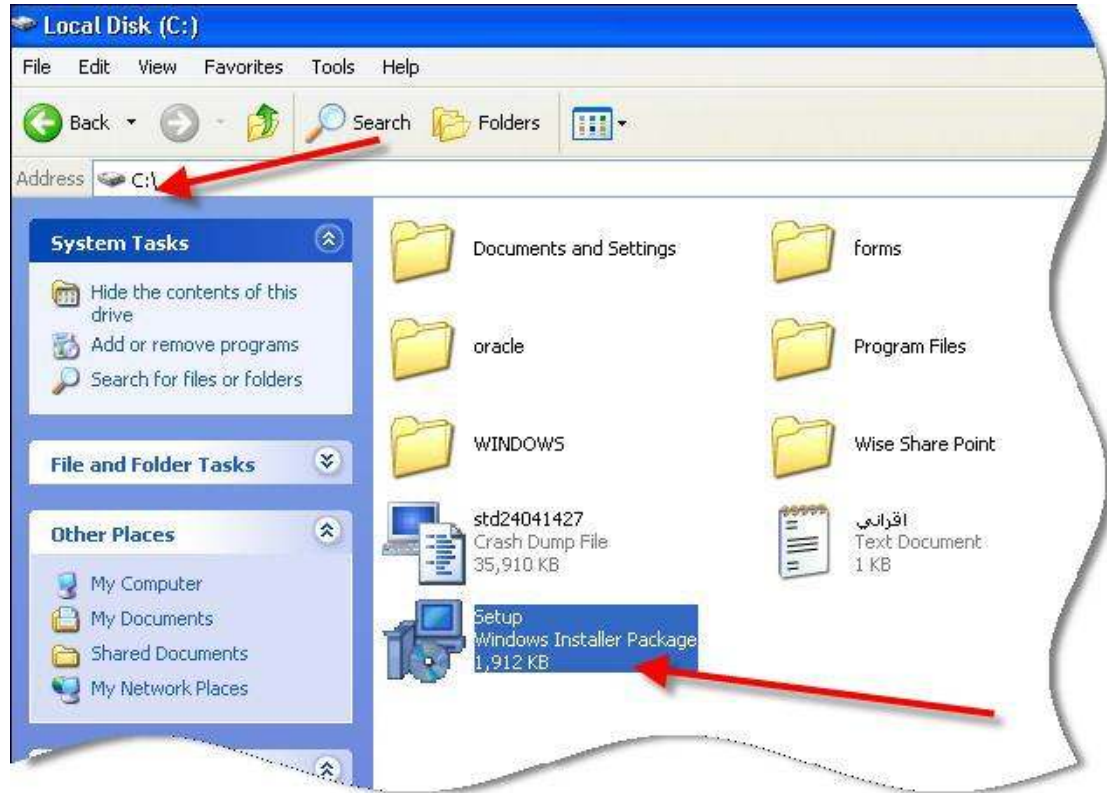 Local Disk (C:)
File Edit View Favorites Tools Help
Back Search Folders
Address C:\
System Tasks
Hide the contents of this
drive
Add or remove programs
Search for files or folders
File and Folder Tasks
Other Places
My Computer
My Documents
Shared Documents
My Network Places
Documents and Settings
forms
oracle
Program Files
WINDOWS
Wise Share Point
std24041427
Crash Dump File
35,910 KB
اقراني
Text Document
1 KB
Setup
Windows Installer Package
1,912 KB